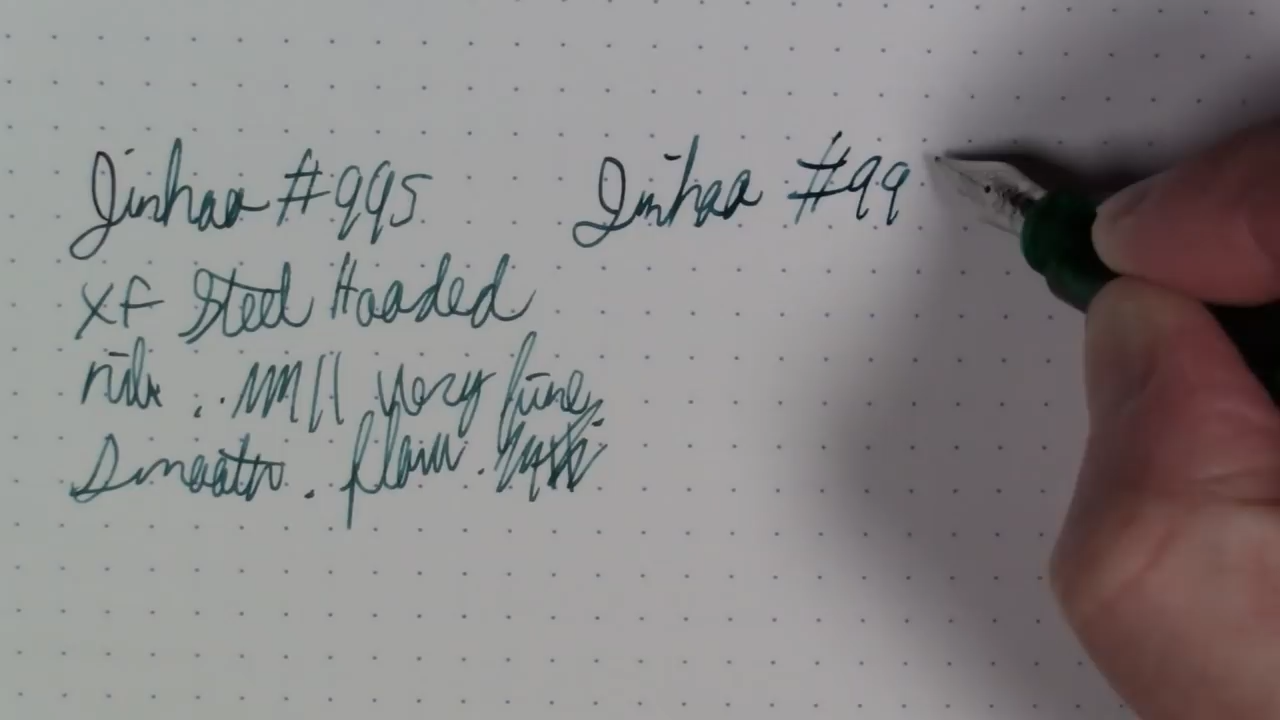 Jinhao #995 Jinhao #99
XF Steel Hooded
nib .. very fine.
Smooth . flow.